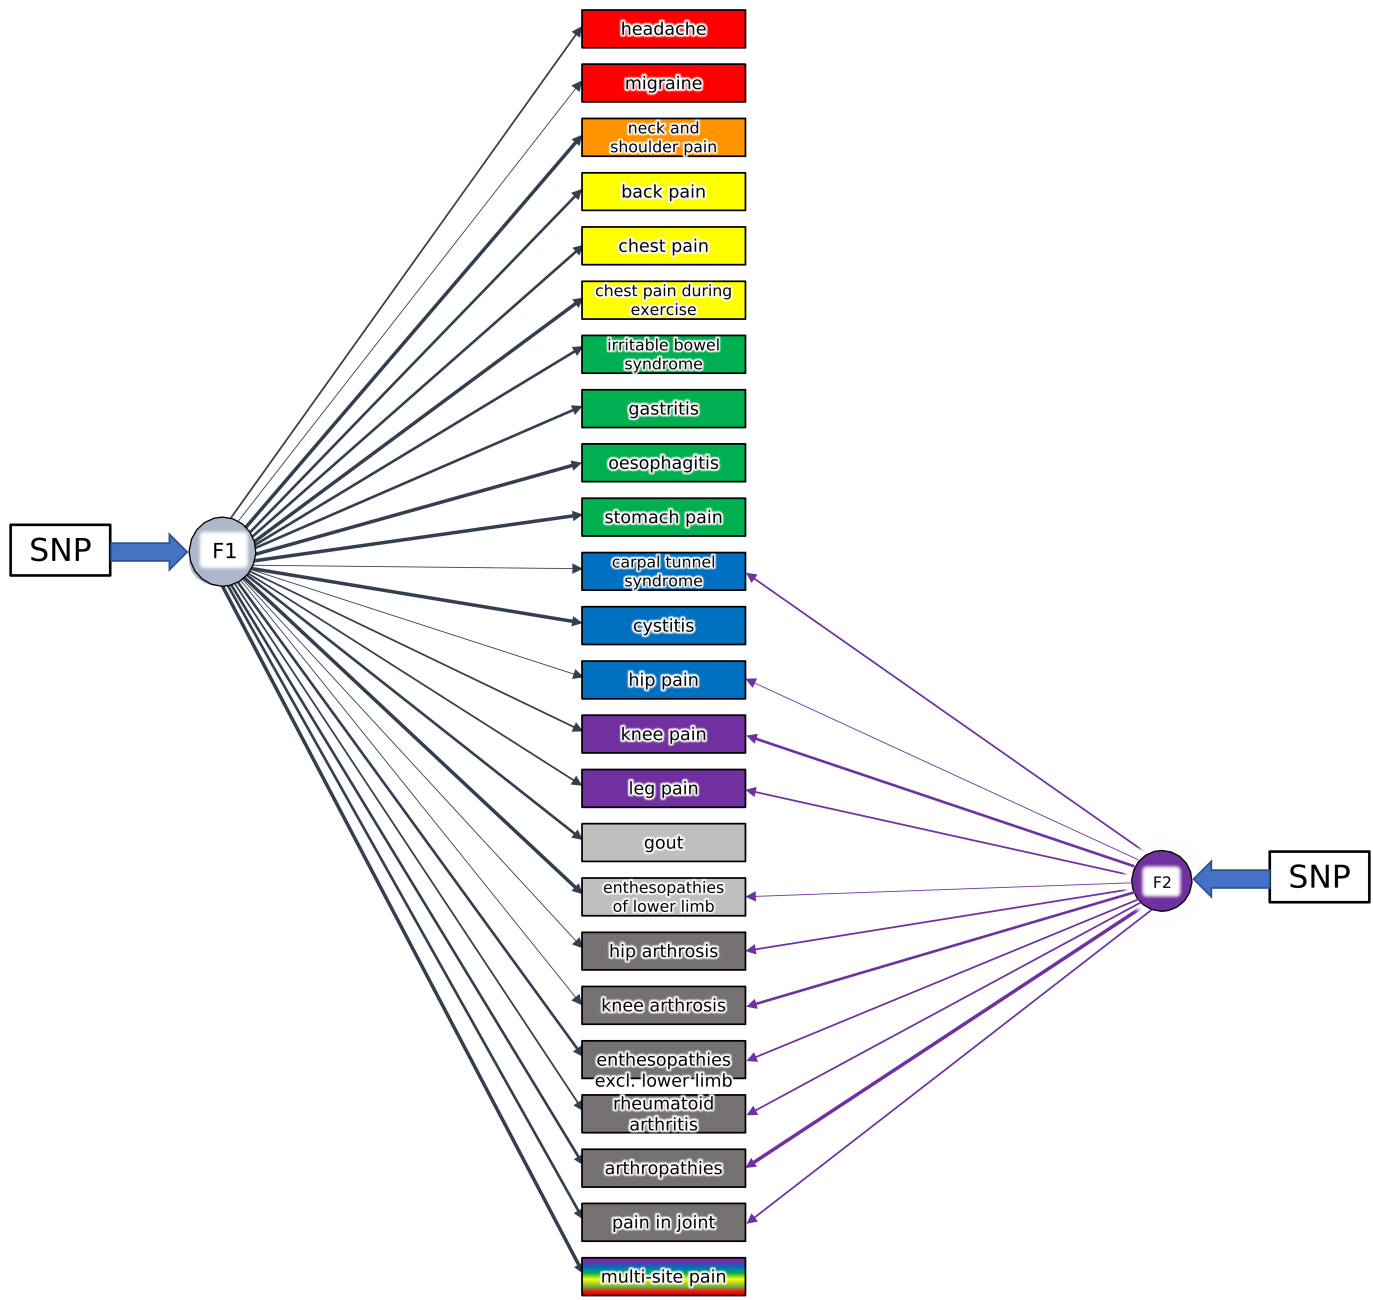 headache
migraine
neck and
shoulder pain
back pain
chest pain
chest pain during
exercise
irritable bowel
syndrome
gastritis
oesophagitis
stomach pain
SNP
F1
carpal tunnel
syndrome
cystitis
hip pain
knee pain
leg pain
gout
enthesopathies
of lower limb
F2
SNP
hip arthrosis
knee arthrosis
enthesopathies
excl. lower limb
rheumatoid
arthritis
arthropathies
pain in joint
multi-site pain